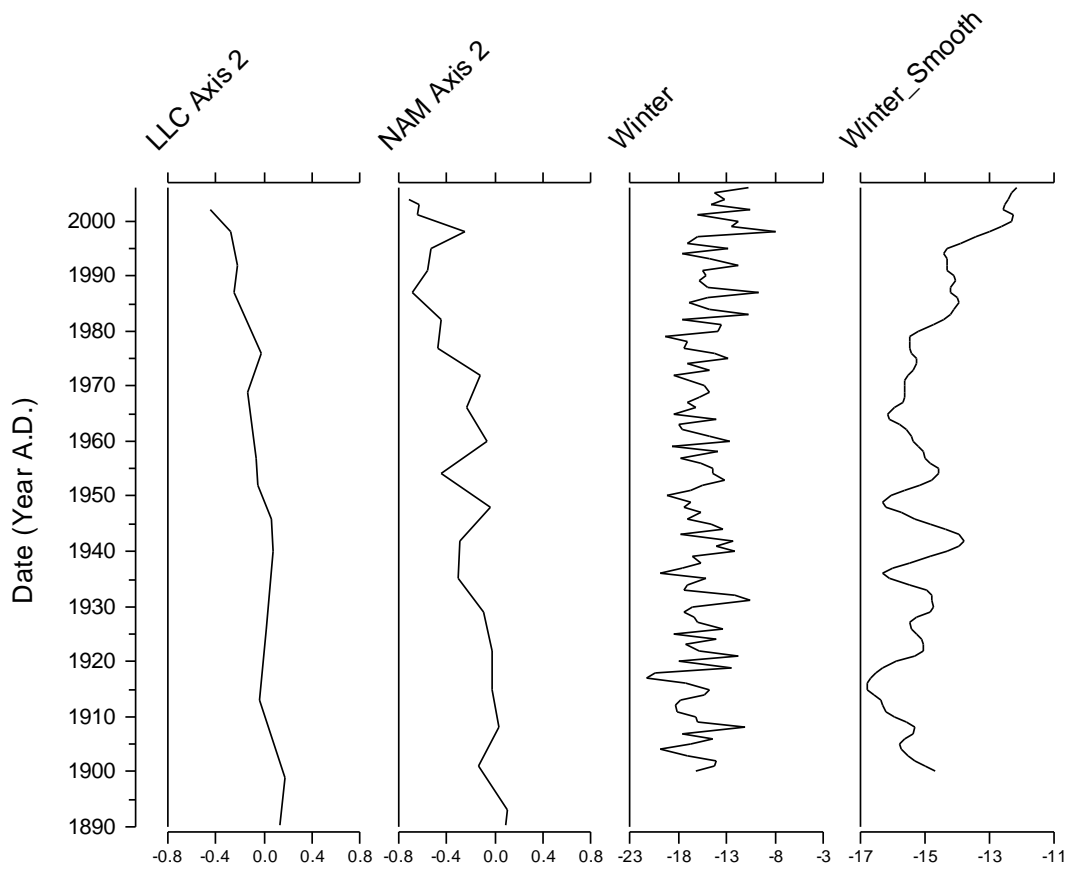 LLC Axis 2
NAM Axis 2
Winter
Winter_Smooth
Date (Year A.D.)
2000
1990
1980
1970
1960
1950
1940
1930
1920
1910
1900
1890
-0.8 -0.4 0.0 0.4 0.8
-0.8 -0.4 0.0 0.4 0.8
-23 -18 -13 -8 -3
-17 -15 -13 -11